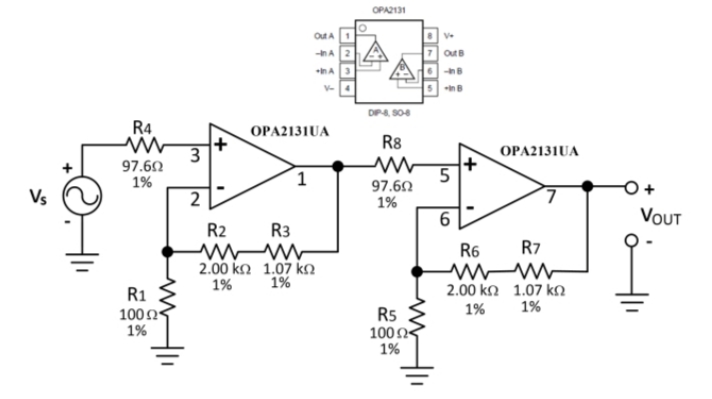 OPA2131
Out A 1 8 V+
–In A 2 7 Out B
+In A 3 6 –In B
V– 4 5 +In B
A
B
DIP-8, SO-8
R4
97.6Ω
1%
OPA2131UA
3
+
2
-
1
+
Vs
-
R2
2.00 kΩ
1%
R3
1.07 kΩ
1%
R1
100 Ω
1%
R8
97.6Ω
1%
OPA2131UA
5
+
6
-
7
+
VOUT
-
R6
2.00 kΩ
1%
R7
1.07 kΩ
1%
R5
100 Ω
1%